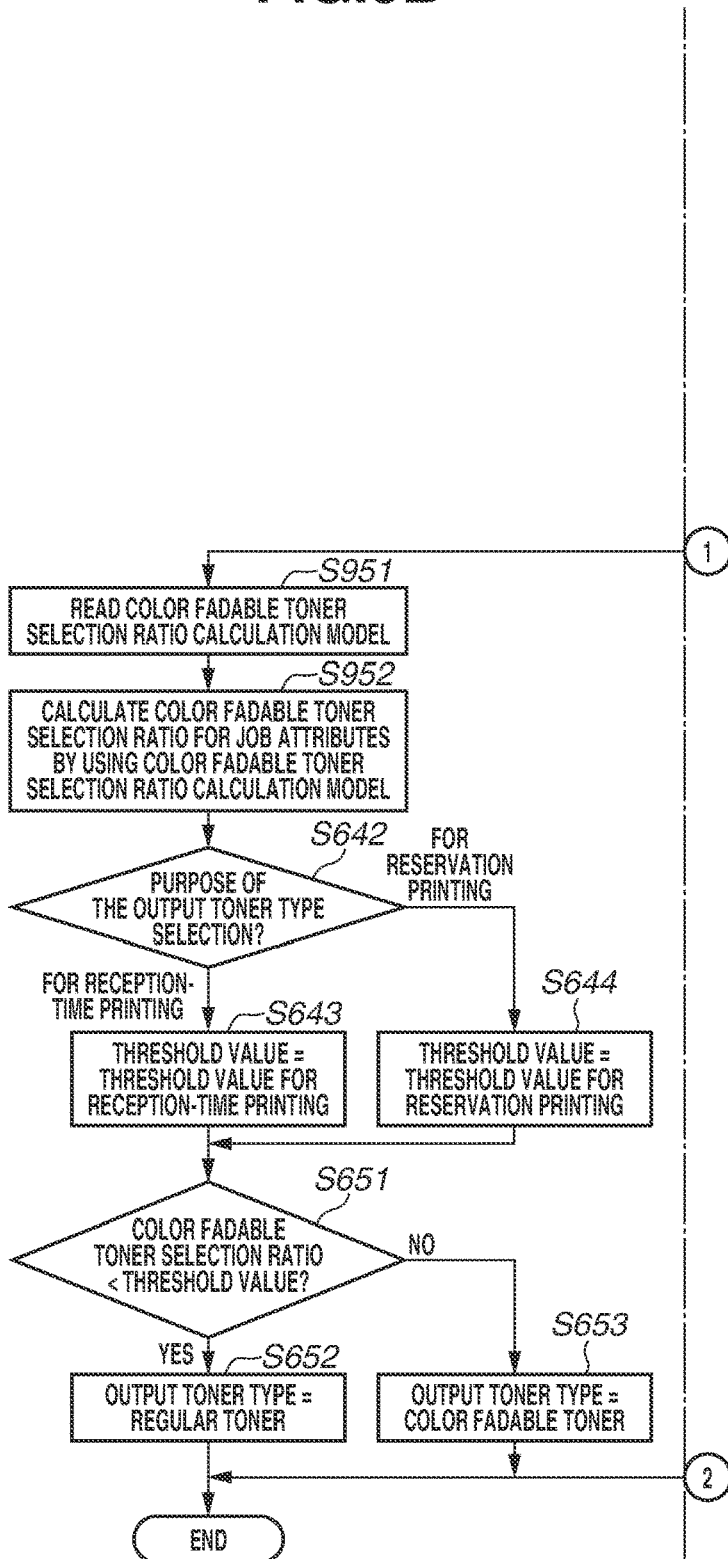 1
S951
READ COLOR FADABLE TONER
SELECTION RATIO CALCULATION MODEL
S952
CALCULATE COLOR FADABLE TONER
SELECTION RATIO FOR JOB ATTRIBUTES
BY USING COLOR FADABLE TONER
SELECTION RATIO CALCULATION MODEL
S642
PURPOSE OF
THE OUTPUT TONER TYPE
SELECTION?
FOR
RESERVATION
PRINTING
FOR RECEPTION-
TIME PRINTING
S643
THRESHOLD VALUE =
THRESHOLD VALUE FOR
RECEPTION-TIME PRINTING
S644
THRESHOLD VALUE =
THRESHOLD VALUE FOR
RESERVATION PRINTING
S651
COLOR FADABLE
TONER SELECTION RATIO
< THRESHOLD VALUE?
NO
YES
S652
OUTPUT TONER TYPE =
REGULAR TONER
S653
OUTPUT TONER TYPE =
COLOR FADABLE TONER
2
END